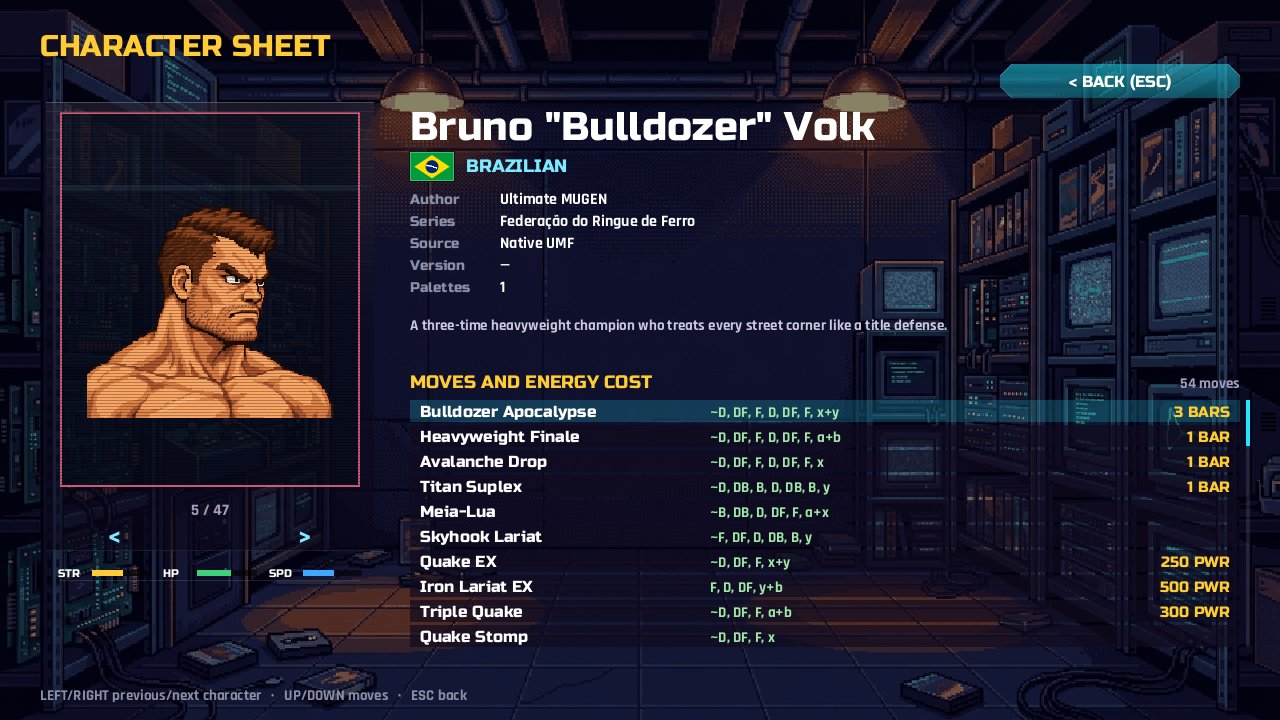 CHARACTER SHEET
< BACK (ESC)
Bruno "Bulldozer" Volk
BRAZILIAN
Author Ultimate MUGEN
Series Federação do Ringue de Ferro
Source Native UMF
Version —
Palettes 1
A three-time heavyweight champion who treats every street corner like a title defense.
MOVES AND ENERGY COST 54 moves
Bulldozer Apocalypse ~D, DF, F, D, DF, F, x+y 3 BARS
Heavyweight Finale ~D, DF, F, D, DF, F, a+b 1 BAR
Avalanche Drop ~D, DF, F, D, DF, F, x 1 BAR
Titan Suplex ~D, DB, B, D, DB, B, y 1 BAR
Meia-Lua ~B, DB, D, DF, F, a+x
Skyhook Lariat ~F, DF, D, DB, B, y
Quake EX ~D, DF, F, x+y 250 PWR
Iron Lariat EX F, D, DF, y+b 500 PWR
Triple Quake ~D, DF, F, a+b 300 PWR
Quake Stomp ~D, DF, F, x
5 / 47
< >
STR HP SPD
LEFT/RIGHT previous/next character · UP/DOWN moves · ESC back